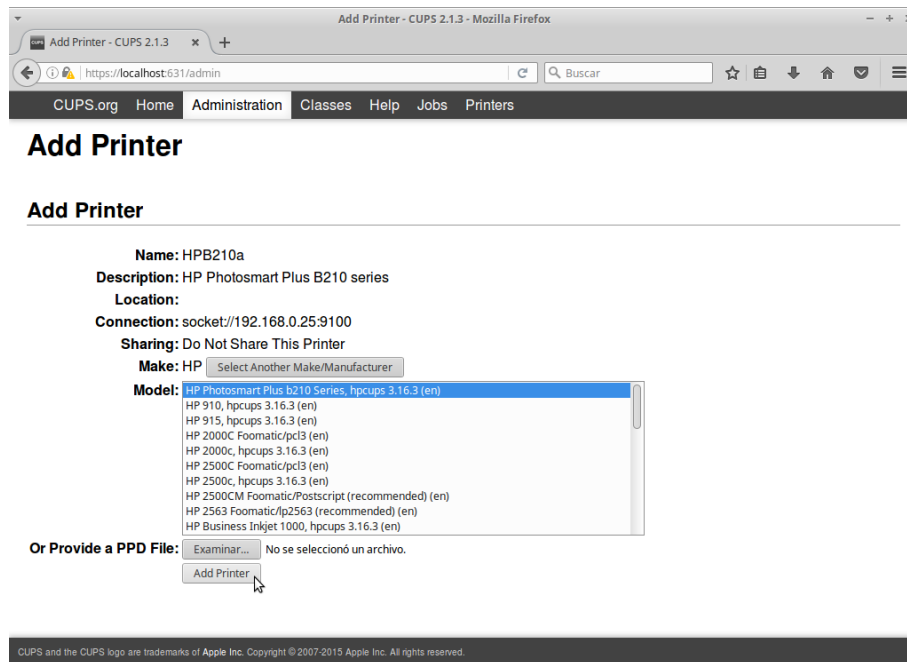 Add Printer - CUPS 2.1.3 - Mozilla Firefox
CUPS Add Printer - CUPS 2.1.3
https://localhost:631/admin Buscar
CUPS.org Home Administration Classes Help Jobs Printers
Add Printer
Add Printer
Name: HPB210a
Description: HP Photosmart Plus B210 series
Location:
Connection: socket://192.168.0.25:9100
Sharing: Do Not Share This Printer
Make: HP Select Another Make/Manufacturer
Model: HP Photosmart Plus b210 Series, hpcups 3.16.3 (en)
HP 910, hpcups 3.16.3 (en)
HP 915, hpcups 3.16.3 (en)
HP 2000C Foomatic/pcl3 (en)
HP 2000c, hpcups 3.16.3 (en)
HP 2500C Foomatic/pcl3 (en)
HP 2500c, hpcups 3.16.3 (en)
HP 2500CM Foomatic/Postscript (recommended) (en)
HP 2563 Foomatic/lp2563 (recommended) (en)
HP Business Inkjet 1000, hpcups 3.16.3 (en)
Or Provide a PPD File: Examinar... No se seleccionó un archivo.
Add Printer
CUPS and the CUPS logo are trademarks of Apple Inc. Copyright © 2007-2015 Apple Inc. All rights reserved.